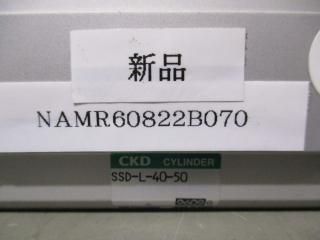 新品
NAMR60822B070
CKD CYLINDER
SSD-L-40-50